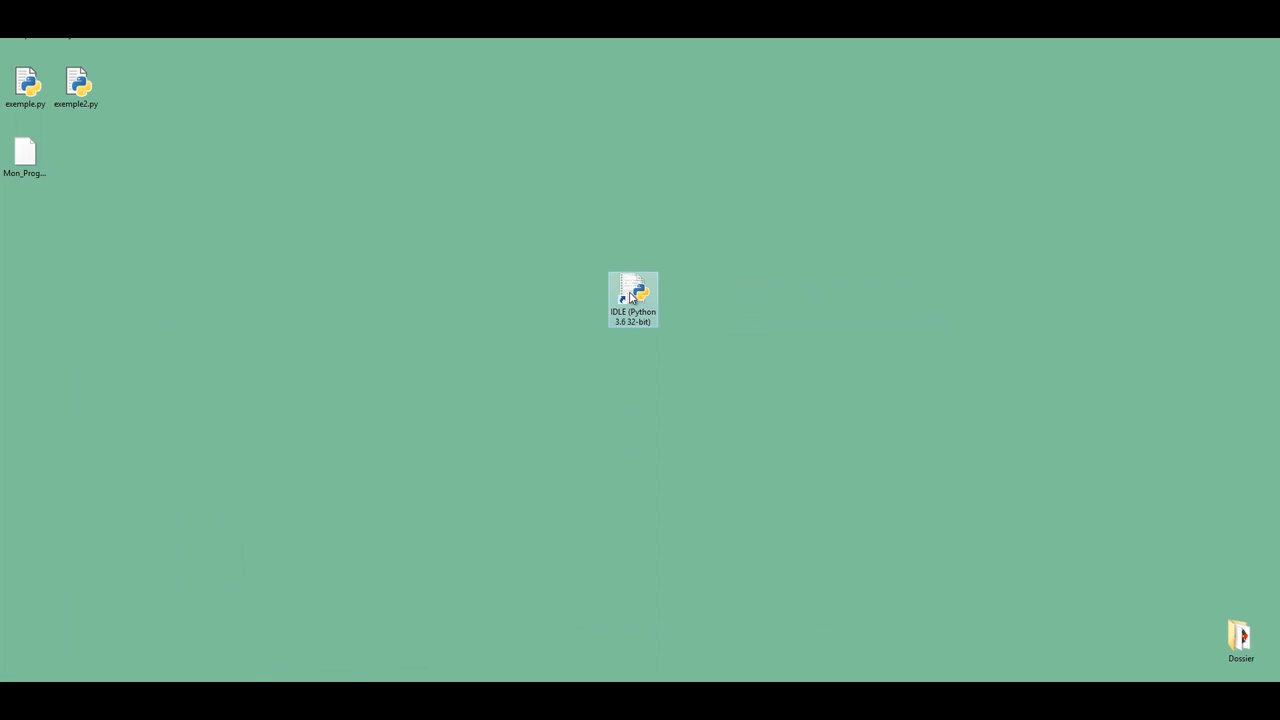 exemple.py
exemple2.py
Mon_Prog...
IDLE (Python
3.6 32-bit)
Dossier